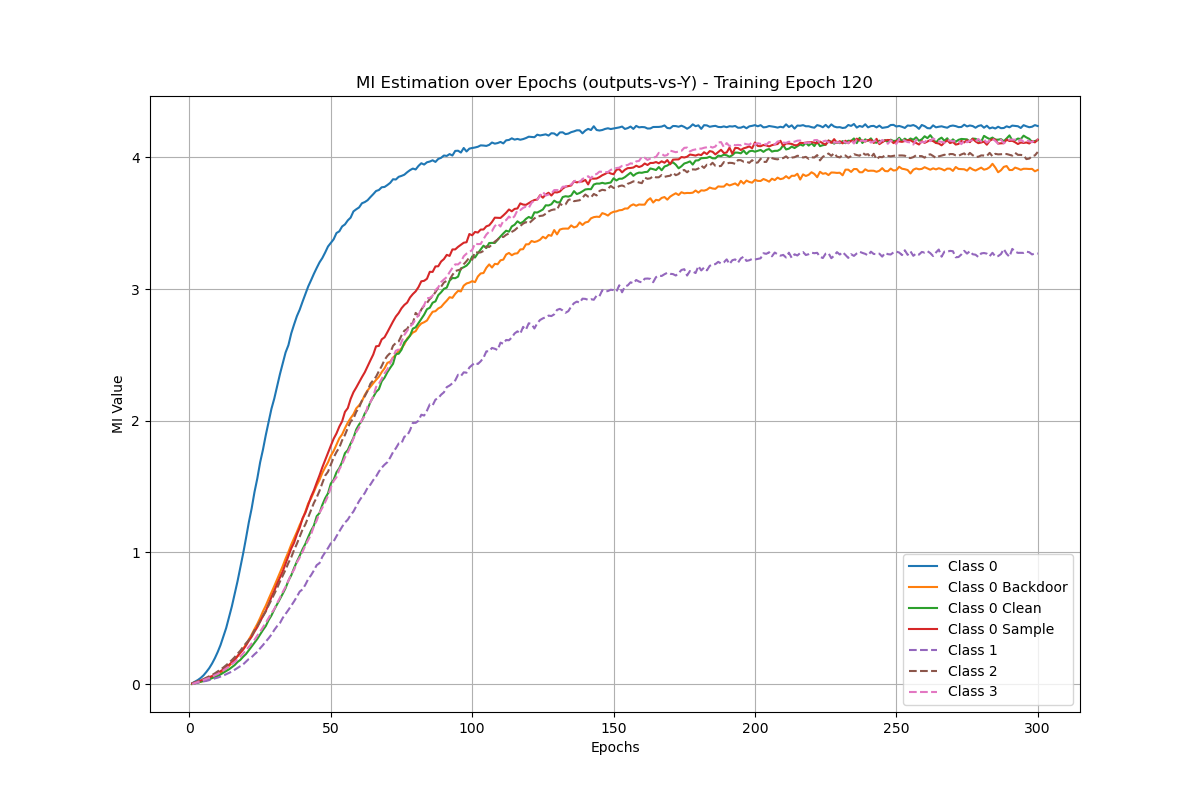 MI Estimation over Epochs (outputs-vs-Y) - Training Epoch 120
MI Value
4
3
2
1
0
0 50 100 150 200 250 300
Epochs
Class 0
Class 0 Backdoor
Class 0 Clean
Class 0 Sample
Class 1
Class 2
Class 3